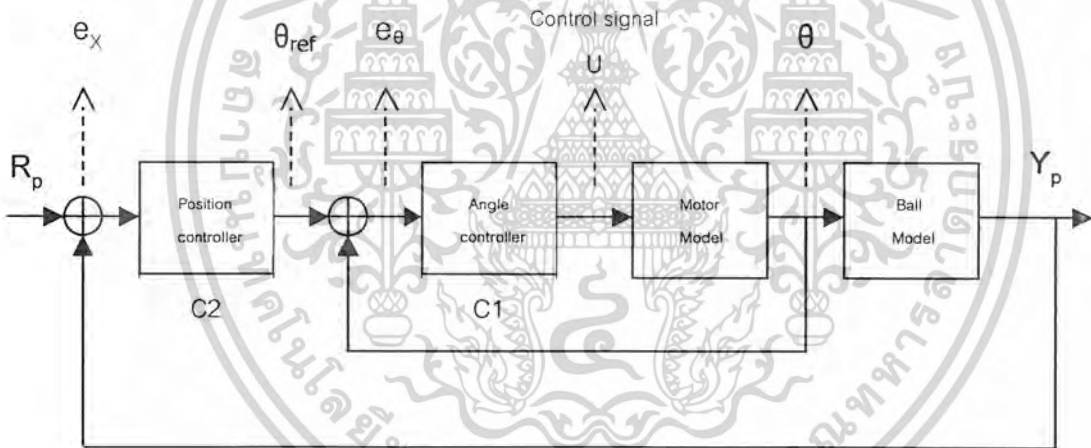 Control signal
e_x
θ_ref
e_θ
U
θ
R_p
Position
controller
Angle
controller
Motor
Model
Ball
Model
Y_p
C2
C1